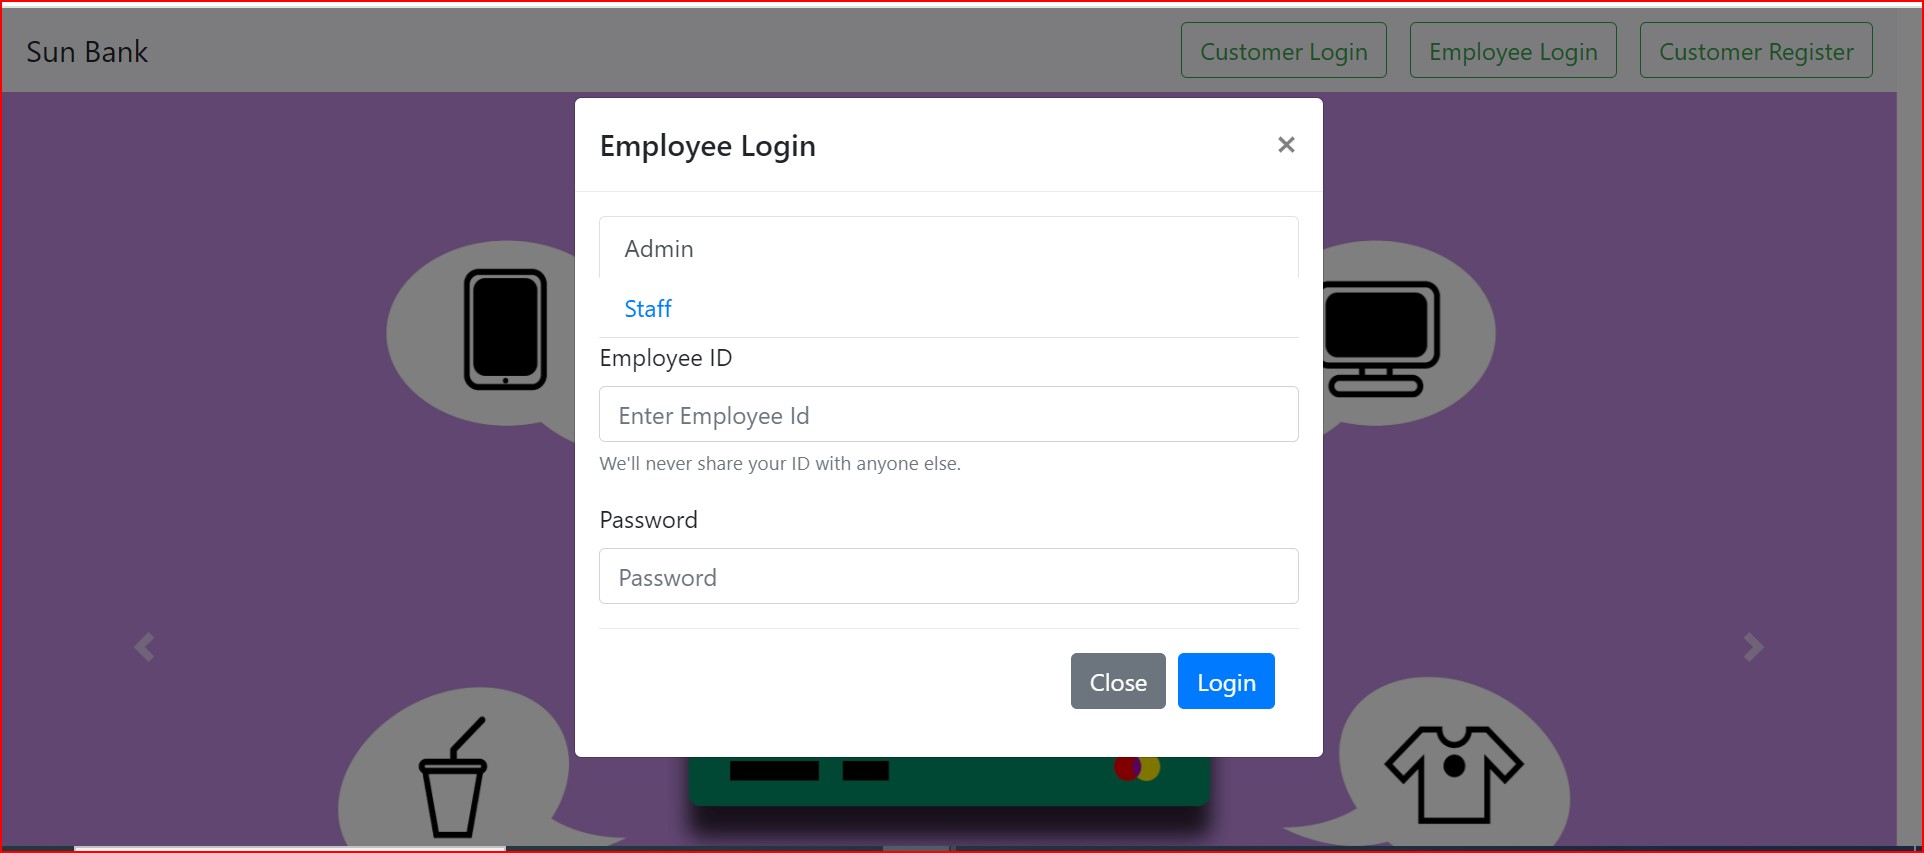 Sun Bank
Customer Login
Employee Login
Customer Register
Employee Login
×
Admin
Staff
Employee ID
Enter Employee Id
We'll never share your ID with anyone else.
Password
Password
Close
Login